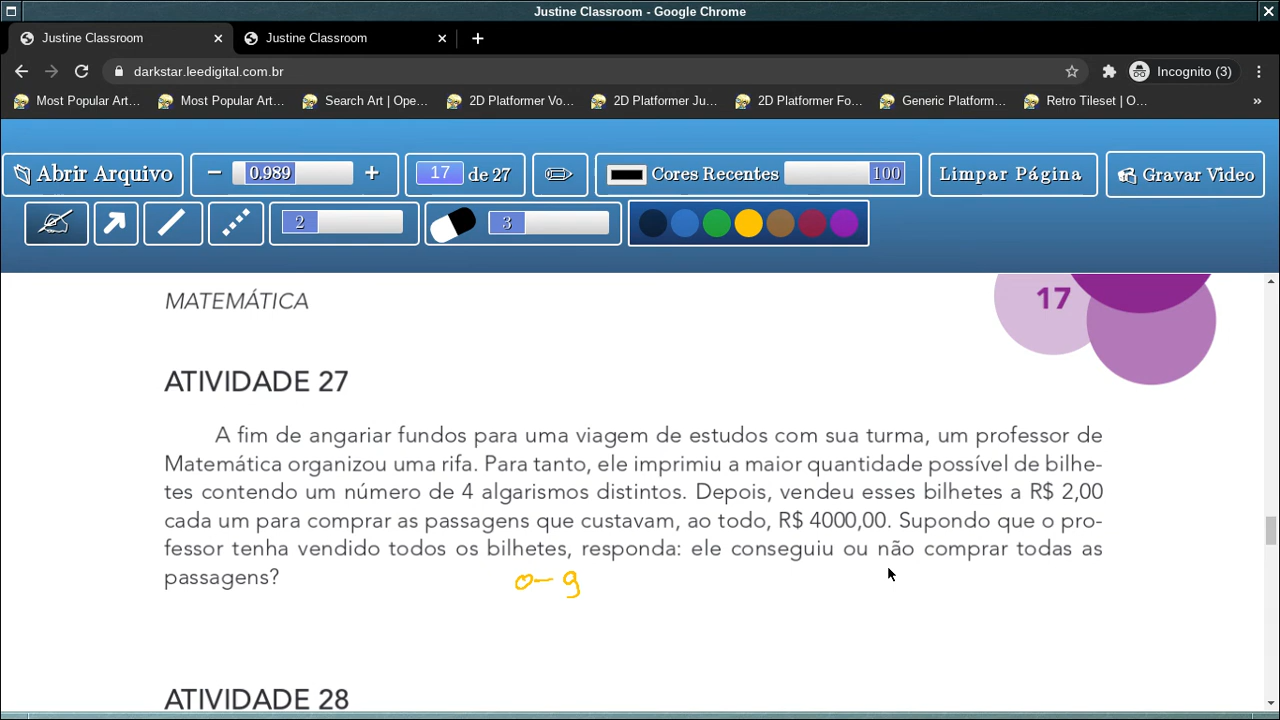 Justine Classroom - Google Chrome
Justine Classroom
Justine Classroom
darkstar.leedigital.com.br
Incognito (3)
Most Popular Art…
Most Popular Art…
Search Art | Ope…
2D Platformer Vo…
2D Platformer Ju…
2D Platformer Fo…
Generic Platform…
Retro Tileset | O…
»
Abrir Arquivo
0,989
17 de 27
Cores Recentes
100
Limpar Página
Gravar Video
2
3
MATEMÁTICA
17
ATIVIDADE 27
A fim de angariar fundos para uma viagem de estudos com sua turma, um professor de
Matemática organizou uma rifa. Para tanto, ele imprimiu a maior quantidade possível de bilhe-
tes contendo um número de 4 algarismos distintos. Depois, vendeu esses bilhetes a R$ 2,00
cada um para comprar as passagens que custavam, ao todo, R$ 4000,00. Supondo que o pro-
fessor tenha vendido todos os bilhetes, responda: ele conseguiu ou não comprar todas as
passagens?
0-9
ATIVIDADE 28